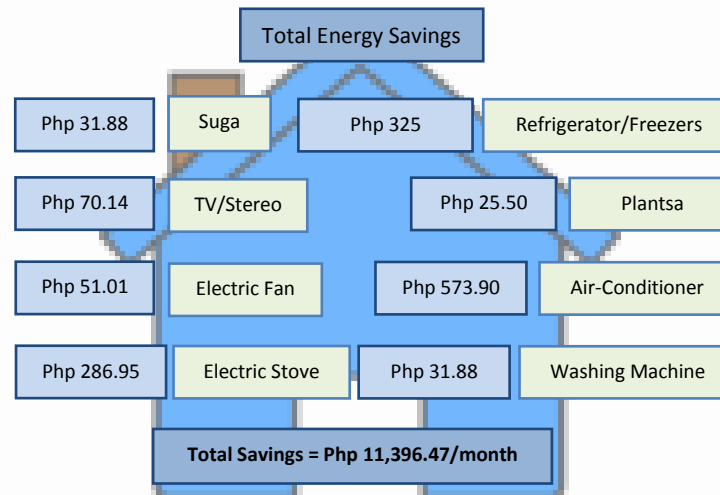 Total Energy Savings
Php 31.88 Suga Php 325 Refrigerator/Freezers
Php 70.14 TV/Stereo Php 25.50 Plantsa
Php 51.01 Electric Fan Php 573.90 Air-Conditioner
Php 286.95 Electric Stove Php 31.88 Washing Machine
Total Savings = Php 11,396.47/month